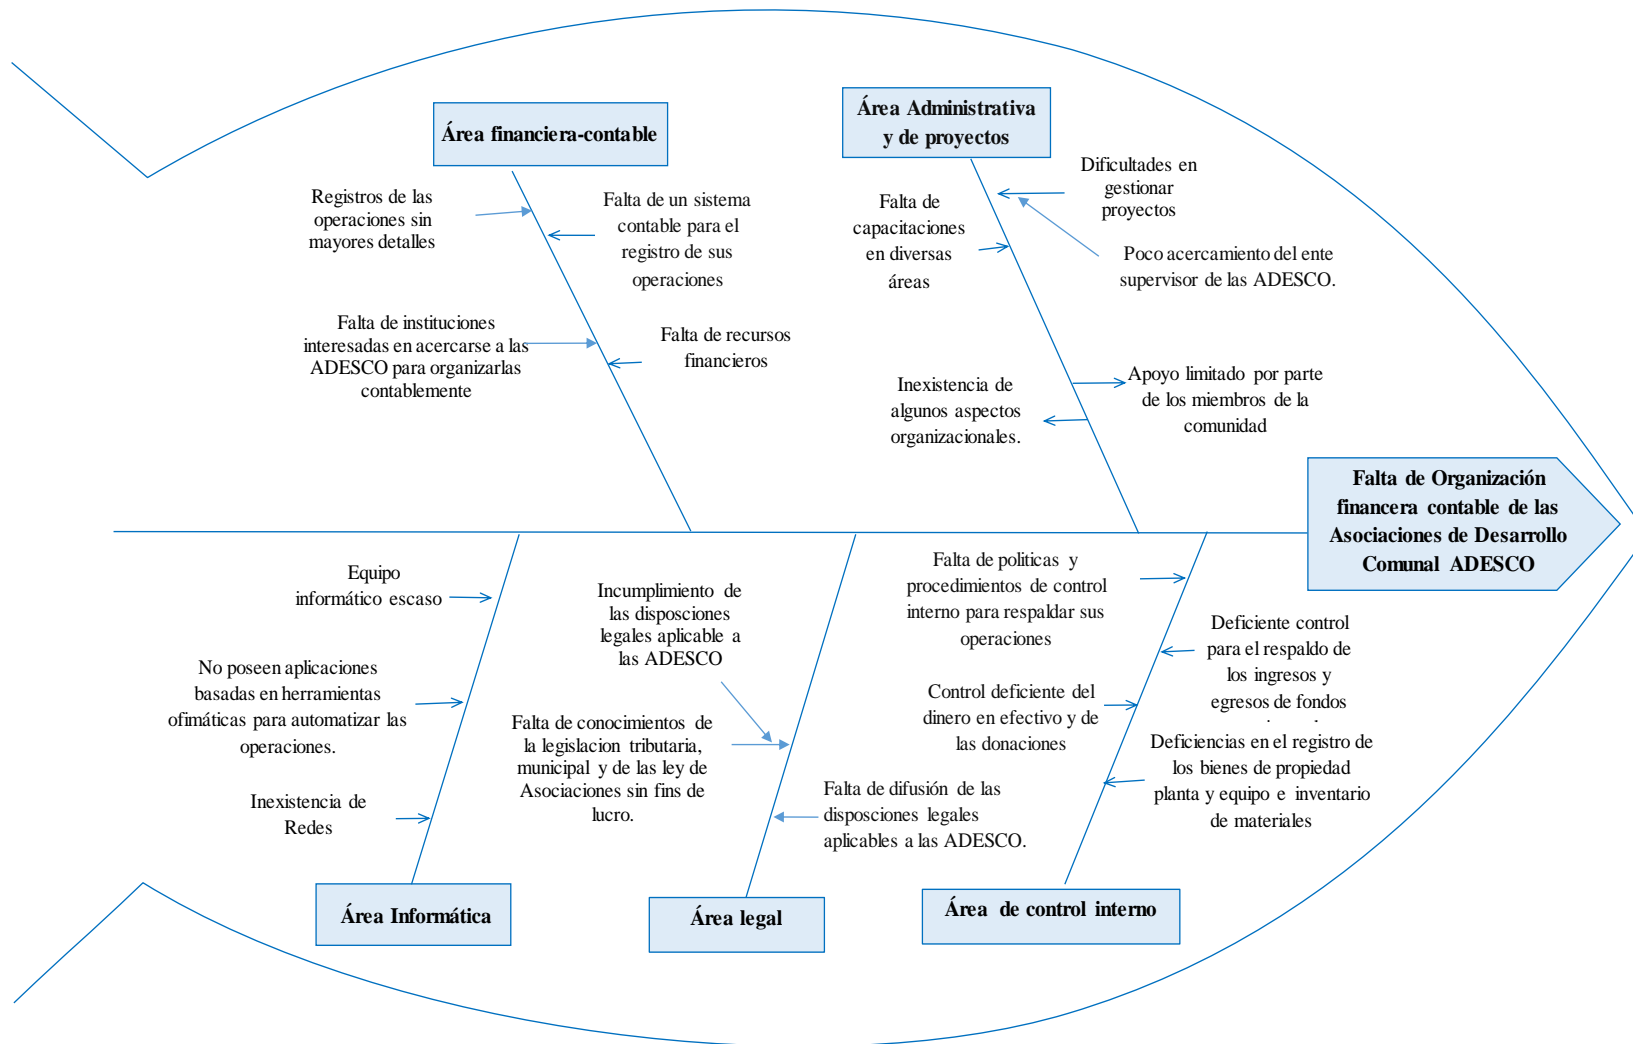 Área financiera-contable
Registros de las
operaciones sin
mayores detalles
Falta de un sistema
contable para el
registro de sus
operaciones
Falta de instituciones
interesadas en acercarse a las
ADESCO para organizarlas
contablemente
Falta de recursos
financieros
Área Administrativa
y de proyectos
Falta de
capacitaciones
en diversas
áreas
Dificultades en
gestionar
proyectos
Poco acercamiento del ente
supervisor de las ADESCO.
Inexistencia de
algunos aspectos
organizacionales.
Apoyo limitado por parte
de los miembros de la
comunidad
Falta de Organización
financera contable de las
Asociaciones de Desarrollo
Comunal ADESCO
Equipo
informático escaso
No poseen aplicaciones
basadas en herramientas
ofimáticas para automatizar las
operaciones.
Inexistencia de
Redes
Área Informática
Incumplimiento de
las disposciones
legales aplicable a
las ADESCO
Falta de conocimientos de
la legislacion tributaria,
municipal y de las ley de
Asociaciones sin fins de
lucro.
Falta de difusión de las
disposciones legales
aplicables a las ADESCO.
Área legal
Falta de politicas y
procedimientos de control
interno para respaldar sus
operaciones
Deficiente control
para el respaldo de
los ingresos y
egresos de fondos
Control deficiente del
dinero en efectivo y de
las donaciones
Deficiencias en el registro de
los bienes de propiedad
planta y equipo e inventario
de materiales
Área de control interno